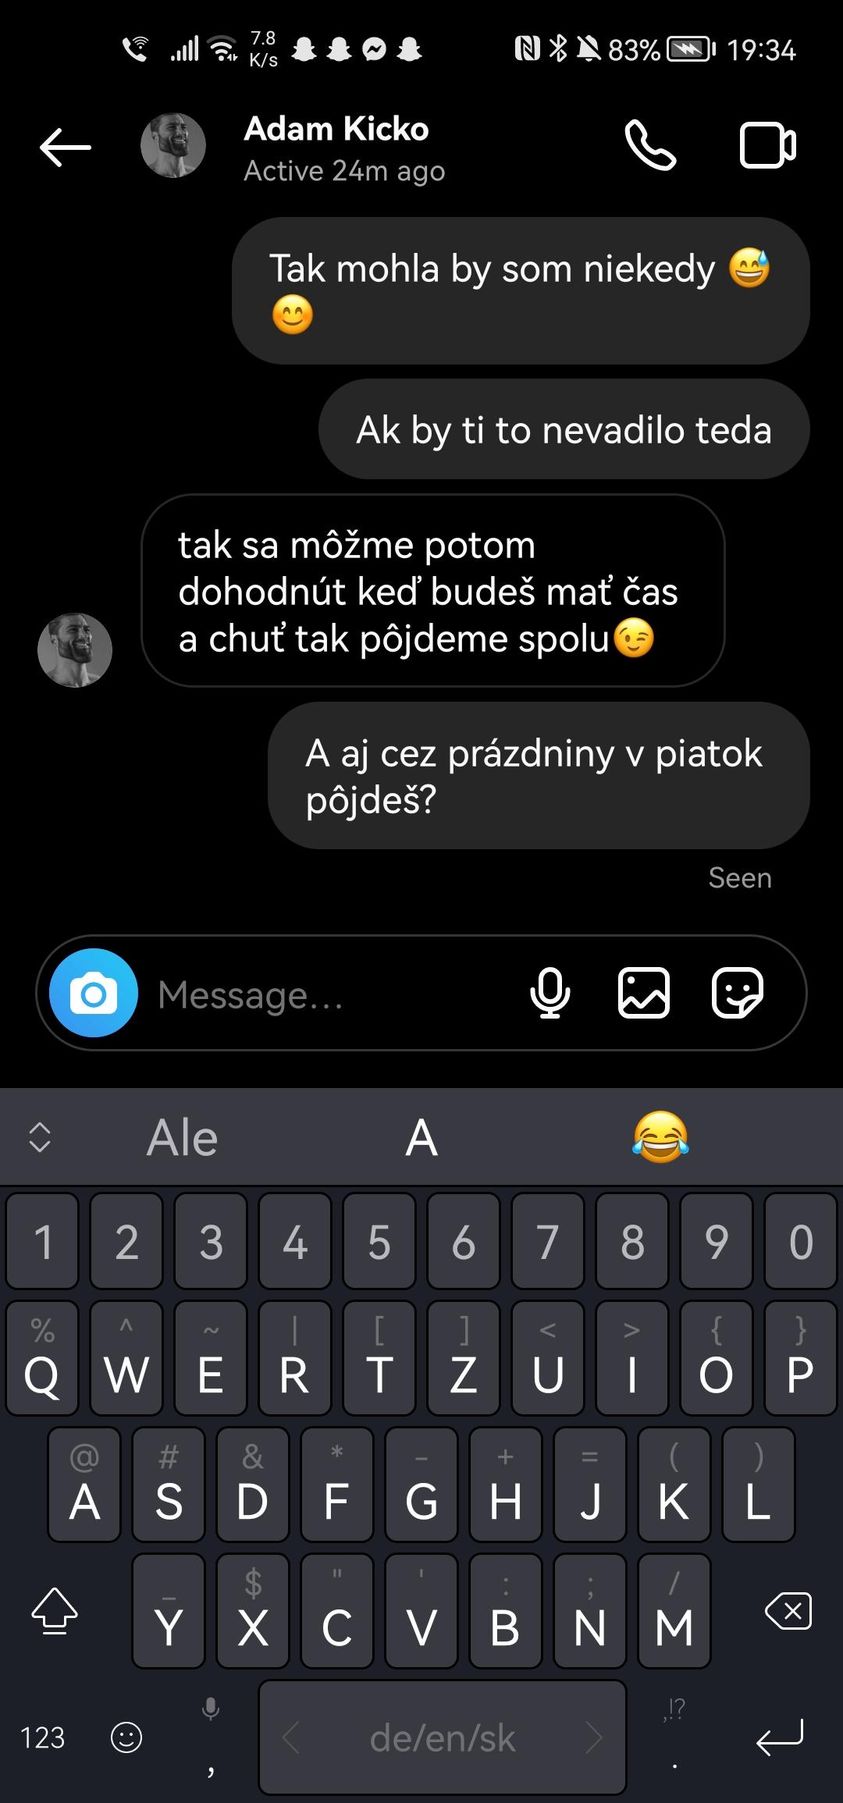 7.8
K/s
83% 19:34
Adam Kicko
Active 24m ago
Tak mohla by som niekedy 😅
😊
Ak by ti to nevadilo teda
tak sa môžme potom
dohodnút keď budeš mať čas
a chuť tak pôjdeme spolu😉
A aj cez prázdniny v piatok
pôjdeš?
Seen
Message...
Ale A 😂
1 2 3 4 5 6 7 8 9 0
% ^ ~ | [ ] < > { }
Q W E R T Z U I O P
@ # & * - + = ( )
A S D F G H J K L
_ $ " ' : ; /
Y X C V B N M
,!?
123 , de/en/sk .